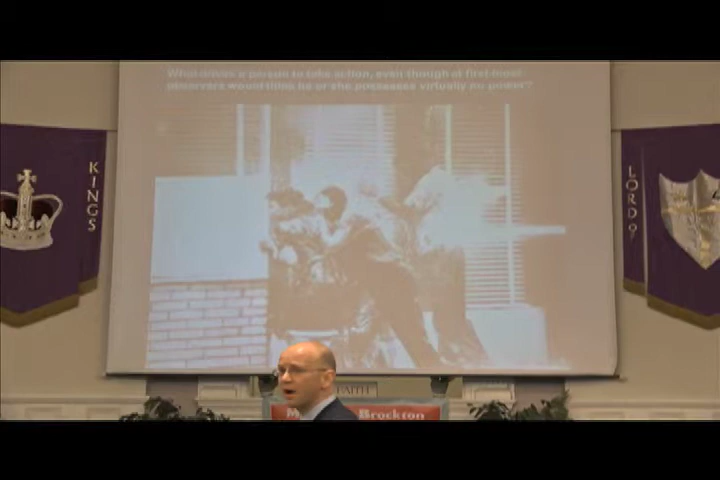 What drives a person to take action, even though at first most
observers would think he or she possesses virtually no power?
KINGS
LORD
FAITH
Brockton